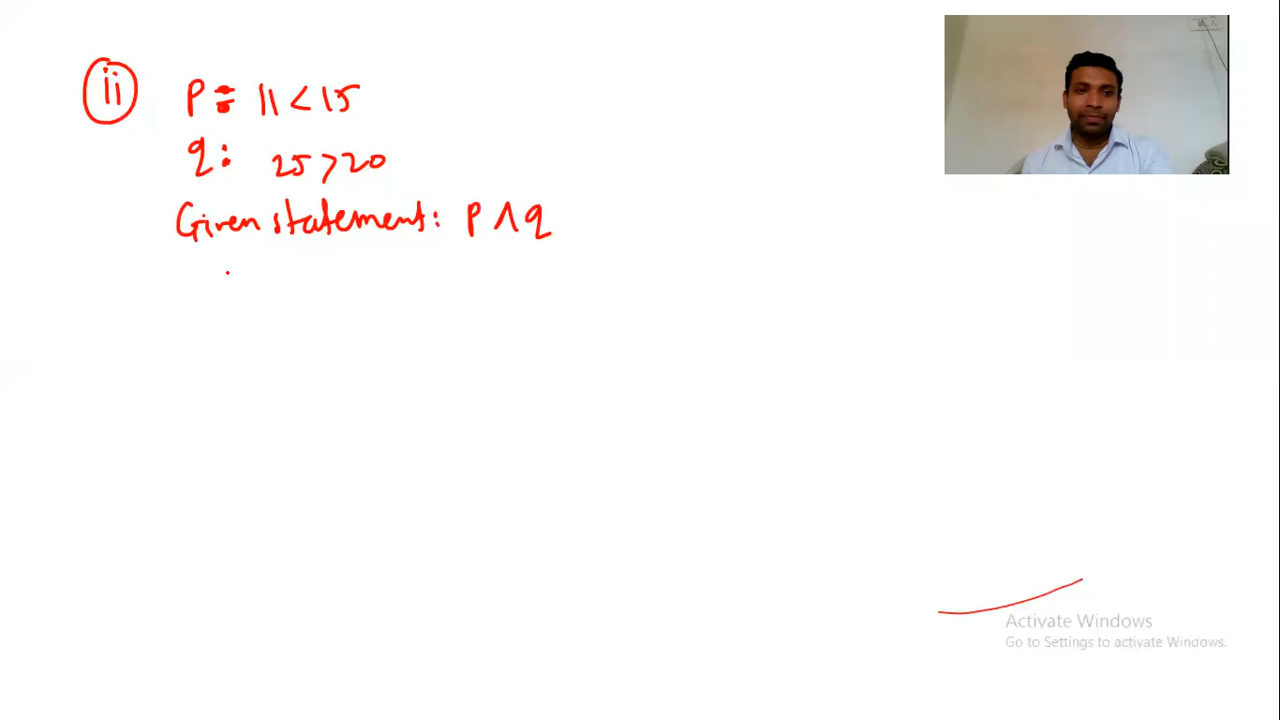 ii
P: 11 < 15
q: 25 > 20
Given statement: P ∧ q
Activate Windows
Go to Settings to activate Windows.